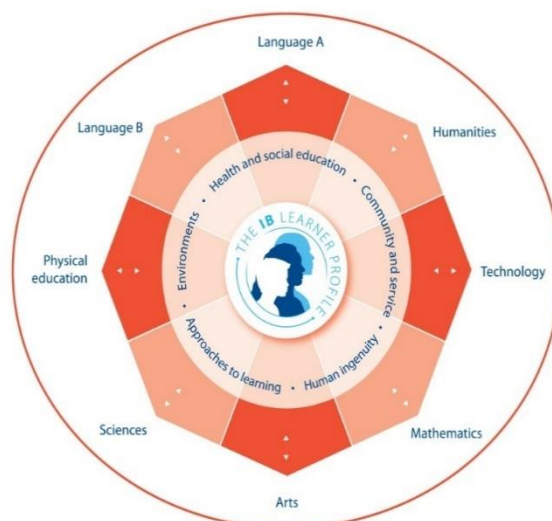 Language A
Language B
Humanities
Health and social education
Environments
Community and service
THE IB LEARNER PROFILE
Physical
education
Technology
Approaches to learning
Human ingenuity
Sciences
Mathematics
Arts